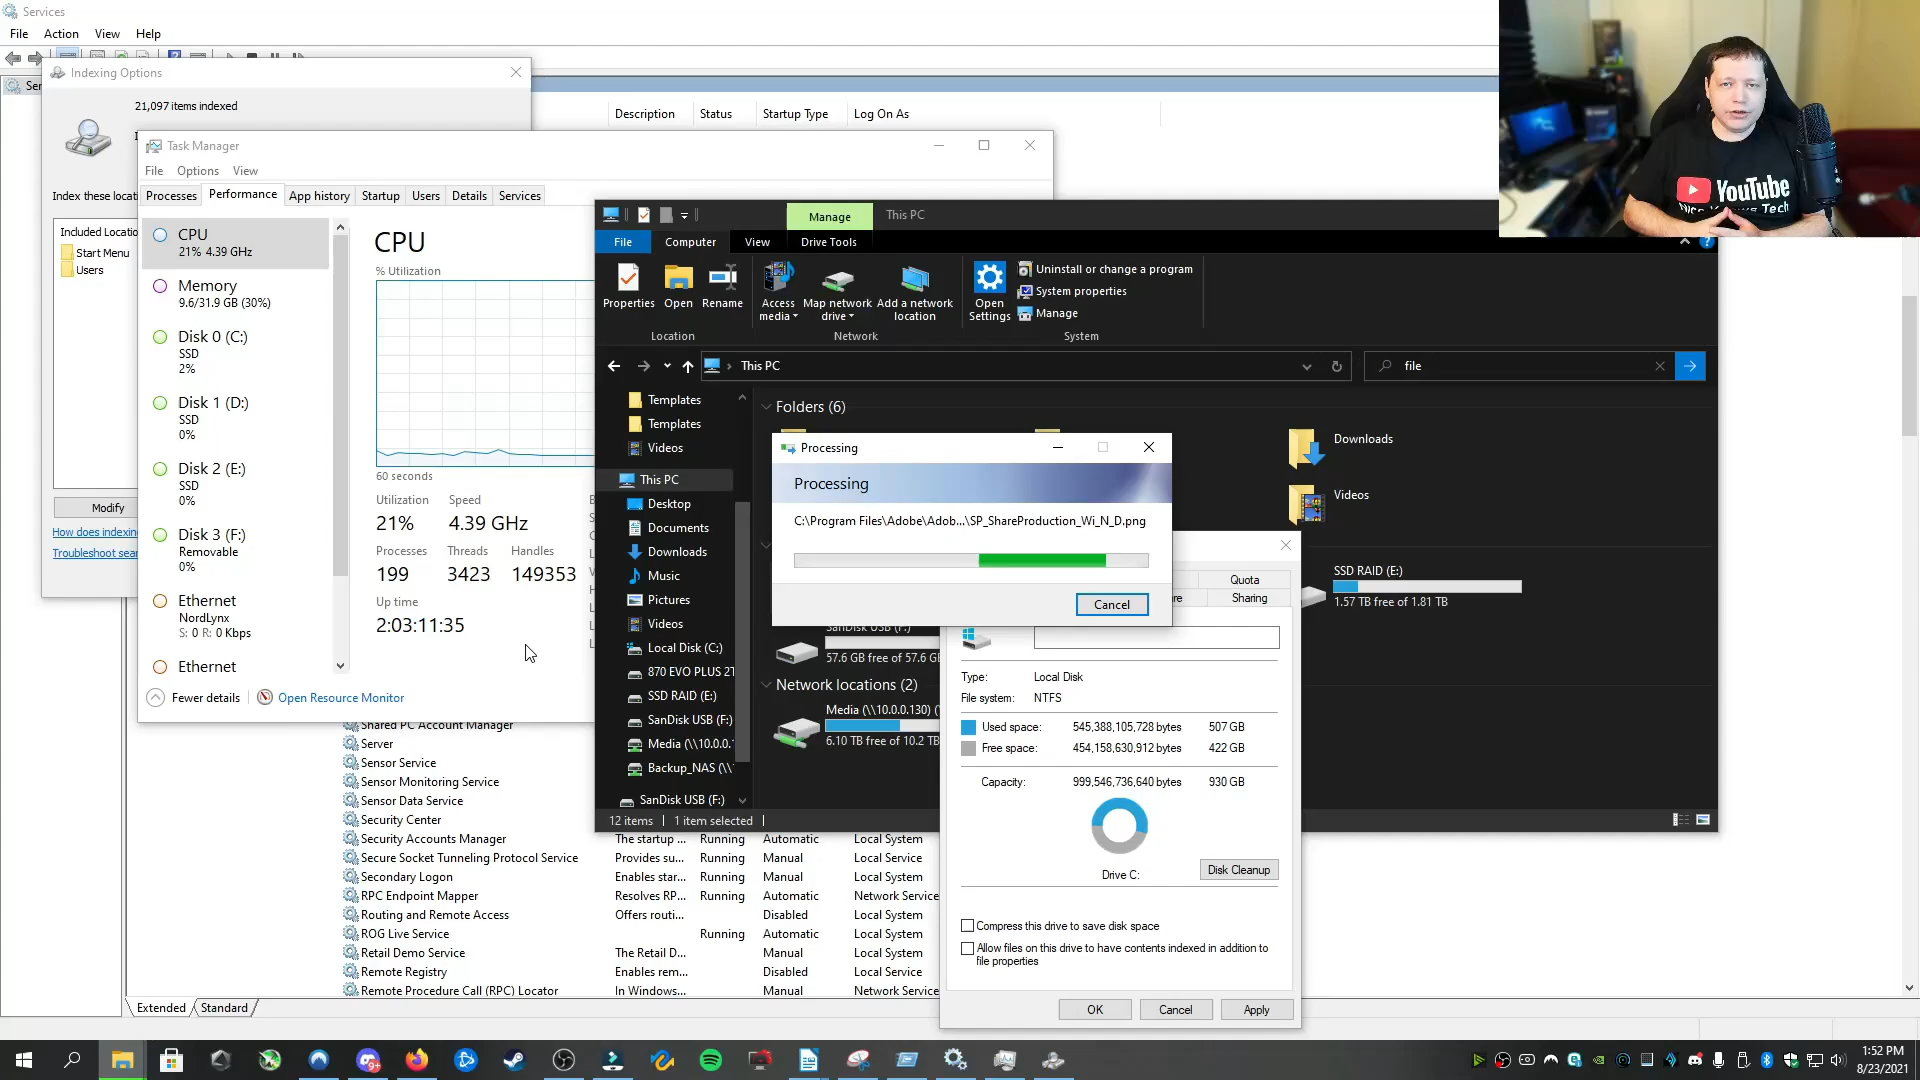 Services
File Action View Help
Indexing Options
21,097 items indexed
Index these locati
Included Locatio
Start Menu
Users
Modify
How does indexin
Troubleshoot sear
Description Status Startup Type Log On As
Task Manager
File Options View
Processes Performance App history Startup Users Details Services
CPU
21% 4.39 GHz
Memory
9.6/31.9 GB (30%)
Disk 0 (C:)
SSD
2%
Disk 1 (D:)
SSD
0%
Disk 2 (E:)
SSD
0%
Disk 3 (F:)
Removable
0%
Ethernet
NordLynx
S: 0 R: 0 Kbps
Ethernet
CPU
% Utilization
60 seconds
Utilization Speed
21% 4.39 GHz
Processes Threads Handles
199 3423 149353
Up time
2:03:11:35
Fewer details Open Resource Monitor
Manage This PC
File Computer View Drive Tools
Properties Open Rename
Location
Access media Map network drive Add a network location
Network
Open Settings
Uninstall or change a program
System properties
Manage
System
This PC
file
Templates
Templates
Videos
This PC
Desktop
Documents
Downloads
Music
Pictures
Videos
Local Disk (C:)
870 EVO PLUS 2T
SSD RAID (E:)
SanDisk USB (F:)
Media (\\10.0.0.1
Backup_NAS (\\
SanDisk USB (F:)
12 items 1 item selected
Folders (6)
Downloads
Videos
SSD RAID (E:)
1.57 TB free of 1.81 TB
SanDisk USB (F:)
57.6 GB free of 57.6 GB
Network locations (2)
Media (\\10.0.0.130) (
6.10 TB free of 10.2 TB
Processing
Processing
C:\Program Files\Adobe\Adob...\SP_ShareProduction_Wi_N_D.png
Cancel
Quota
Sharing
Type: Local Disk
File system: NTFS
Used space: 545,388,105,728 bytes 507 GB
Free space: 454,158,630,912 bytes 422 GB
Capacity: 999,546,736,640 bytes 930 GB
Drive C:
Disk Cleanup
Compress this drive to save disk space
Allow files on this drive to have contents indexed in addition to
file properties
OK Cancel Apply
Shared PC Account Manager
Server
Sensor Service
Sensor Monitoring Service
Sensor Data Service
Security Center
Security Accounts Manager The startup ... Running Automatic Local System
Secure Socket Tunneling Protocol Service Provides su... Running Manual Local Service
Secondary Logon Enables star... Running Manual Local System
RPC Endpoint Mapper Resolves RP... Running Automatic Network Service
Routing and Remote Access Offers routi... Disabled Local System
ROG Live Service Running Automatic Local System
Retail Demo Service The Retail D... Manual Local System
Remote Registry Enables rem... Disabled Local Service
Remote Procedure Call (RPC) Locator In Windows... Manual Network Service
Extended Standard
YouTube
1:52 PM
8/23/2021